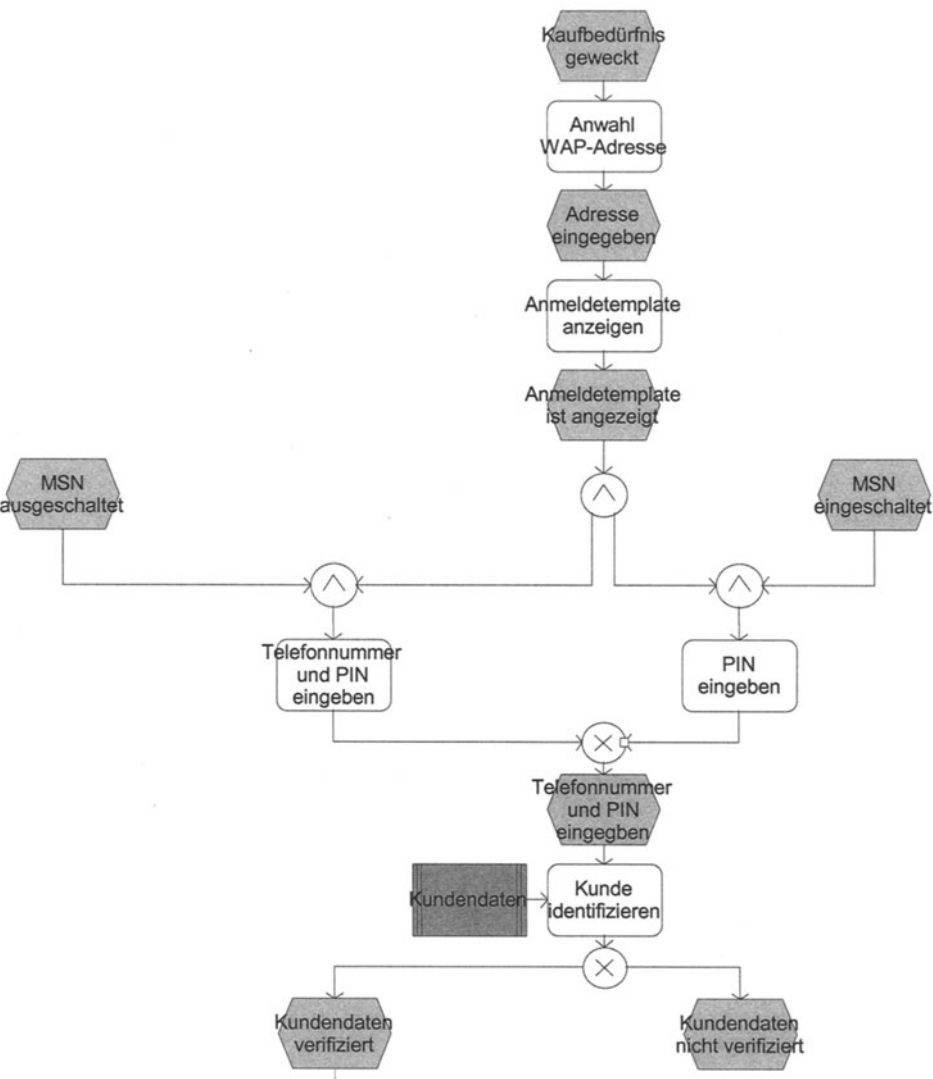 Kaufbedürfnis
geweckt
Anwahl
WAP-Adresse
Adresse
eingegeben
Anmeldetemplate
anzeigen
Anmeldetemplate
ist angezeigt
MSN
ausgeschaltet
MSN
eingeschaltet
Telefonnummer
und PIN
eingeben
PIN
eingeben
Telefonnummer
und PIN
eingegben
Kundendaten
Kunde
identifizieren
Kundendaten
verifiziert
Kundendaten
nicht verifiziert